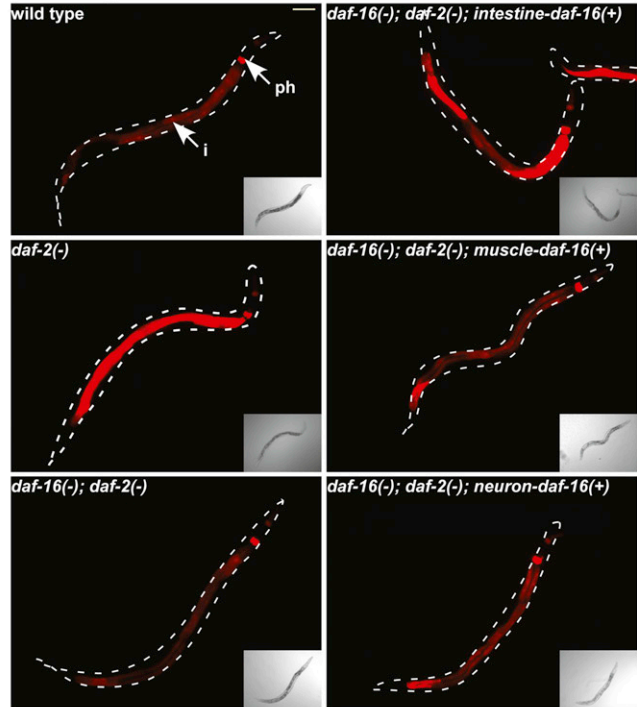 wild type
ph
i
daf-16(-); daf-2(-); intestine-daf-16(+)
daf-2(-)
daf-16(-); daf-2(-); muscle-daf-16(+)
daf-16(-); daf-2(-)
daf-16(-); daf-2(-); neuron-daf-16(+)